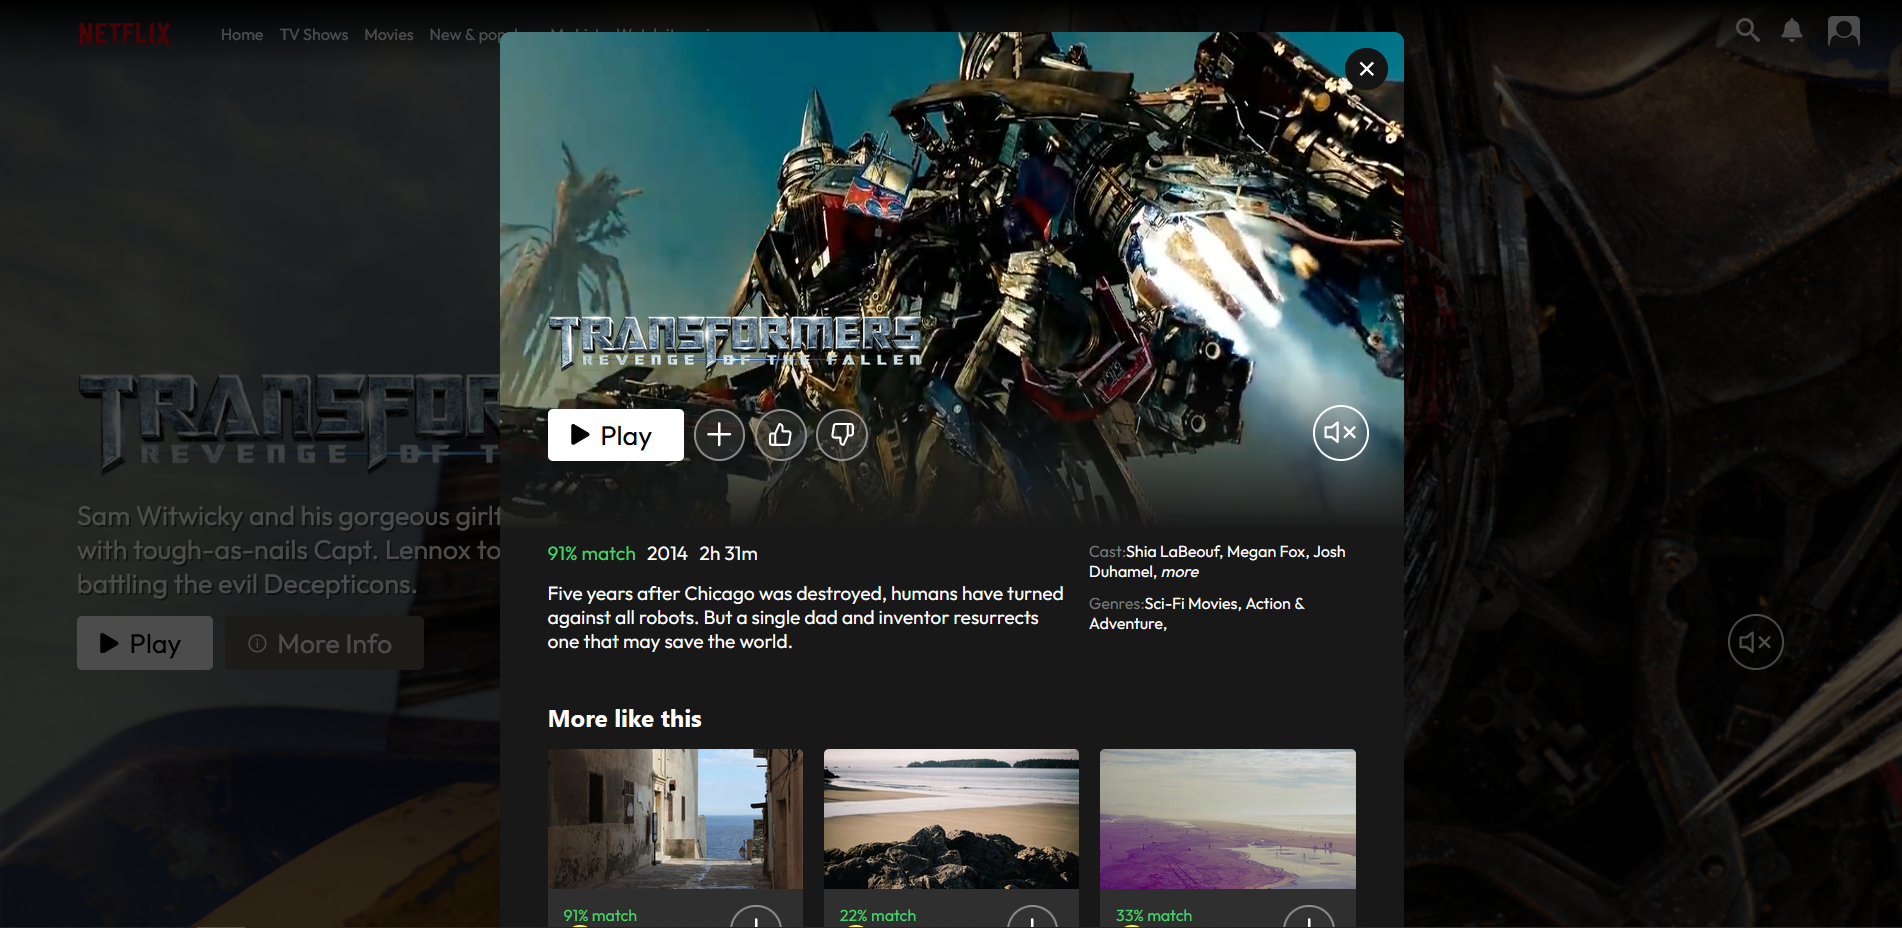 NETFLIX
Home TV Shows Movies New &
TRANSFORMERS
REVENGE OF THE FALLEN
Play
TRANSFOR
REVENGE OF T
Sam Witwicky and his gorgeous
with tough-as-nails Capt. Lennox to
battling the evil Decepticons.
Play More Info
91% match 2014 2h 31m
Five years after Chicago was destroyed, humans have turned
against all robots. But a single dad and inventor resurrects
one that may save the world.
Cast:Shia LaBeouf, Megan Fox, Josh
Duhamel, more
Genres:Sci-Fi Movies, Action &
Adventure,
More like this
91% match
22% match
33% match